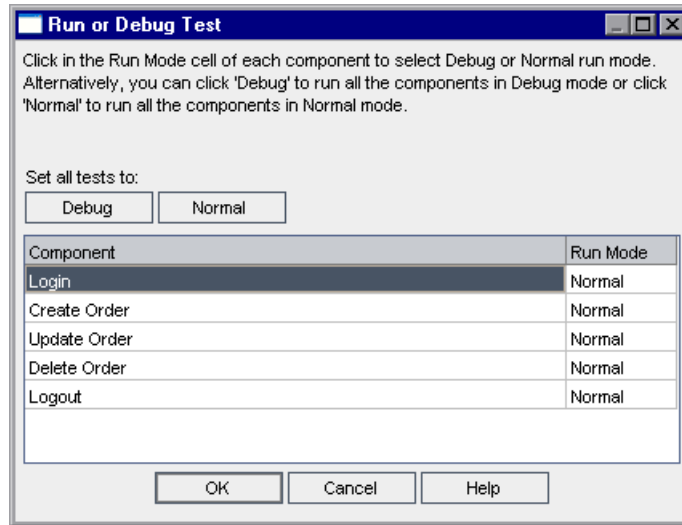 Run or Debug Test
Click in the Run Mode cell of each component to select Debug or Normal run mode.
Alternatively, you can click 'Debug' to run all the components in Debug mode or click
'Normal' to run all the components in Normal mode.
Set all tests to:
Debug Normal
Component Run Mode
Login Normal
Create Order Normal
Update Order Normal
Delete Order Normal
Logout Normal
OK Cancel Help